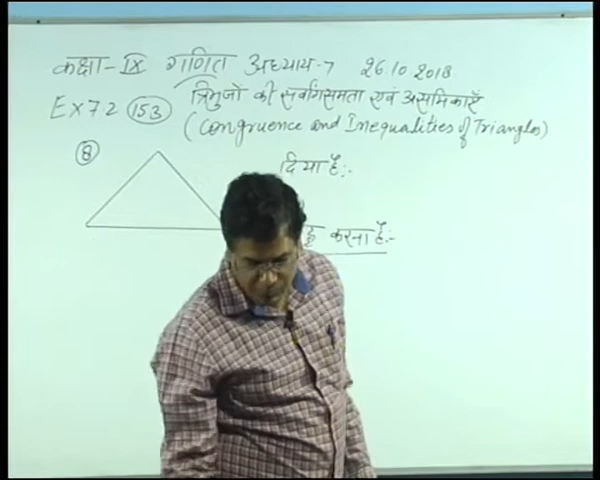 कक्षा-IX गणित अध्याय-7 26.10.2018
Ex 7.2 (153) त्रिभुजों की सर्वांगसमता एवं असमिकाएँ
(Congruence and Inequalities of Triangles)
8 दिया है:-
करना है:-